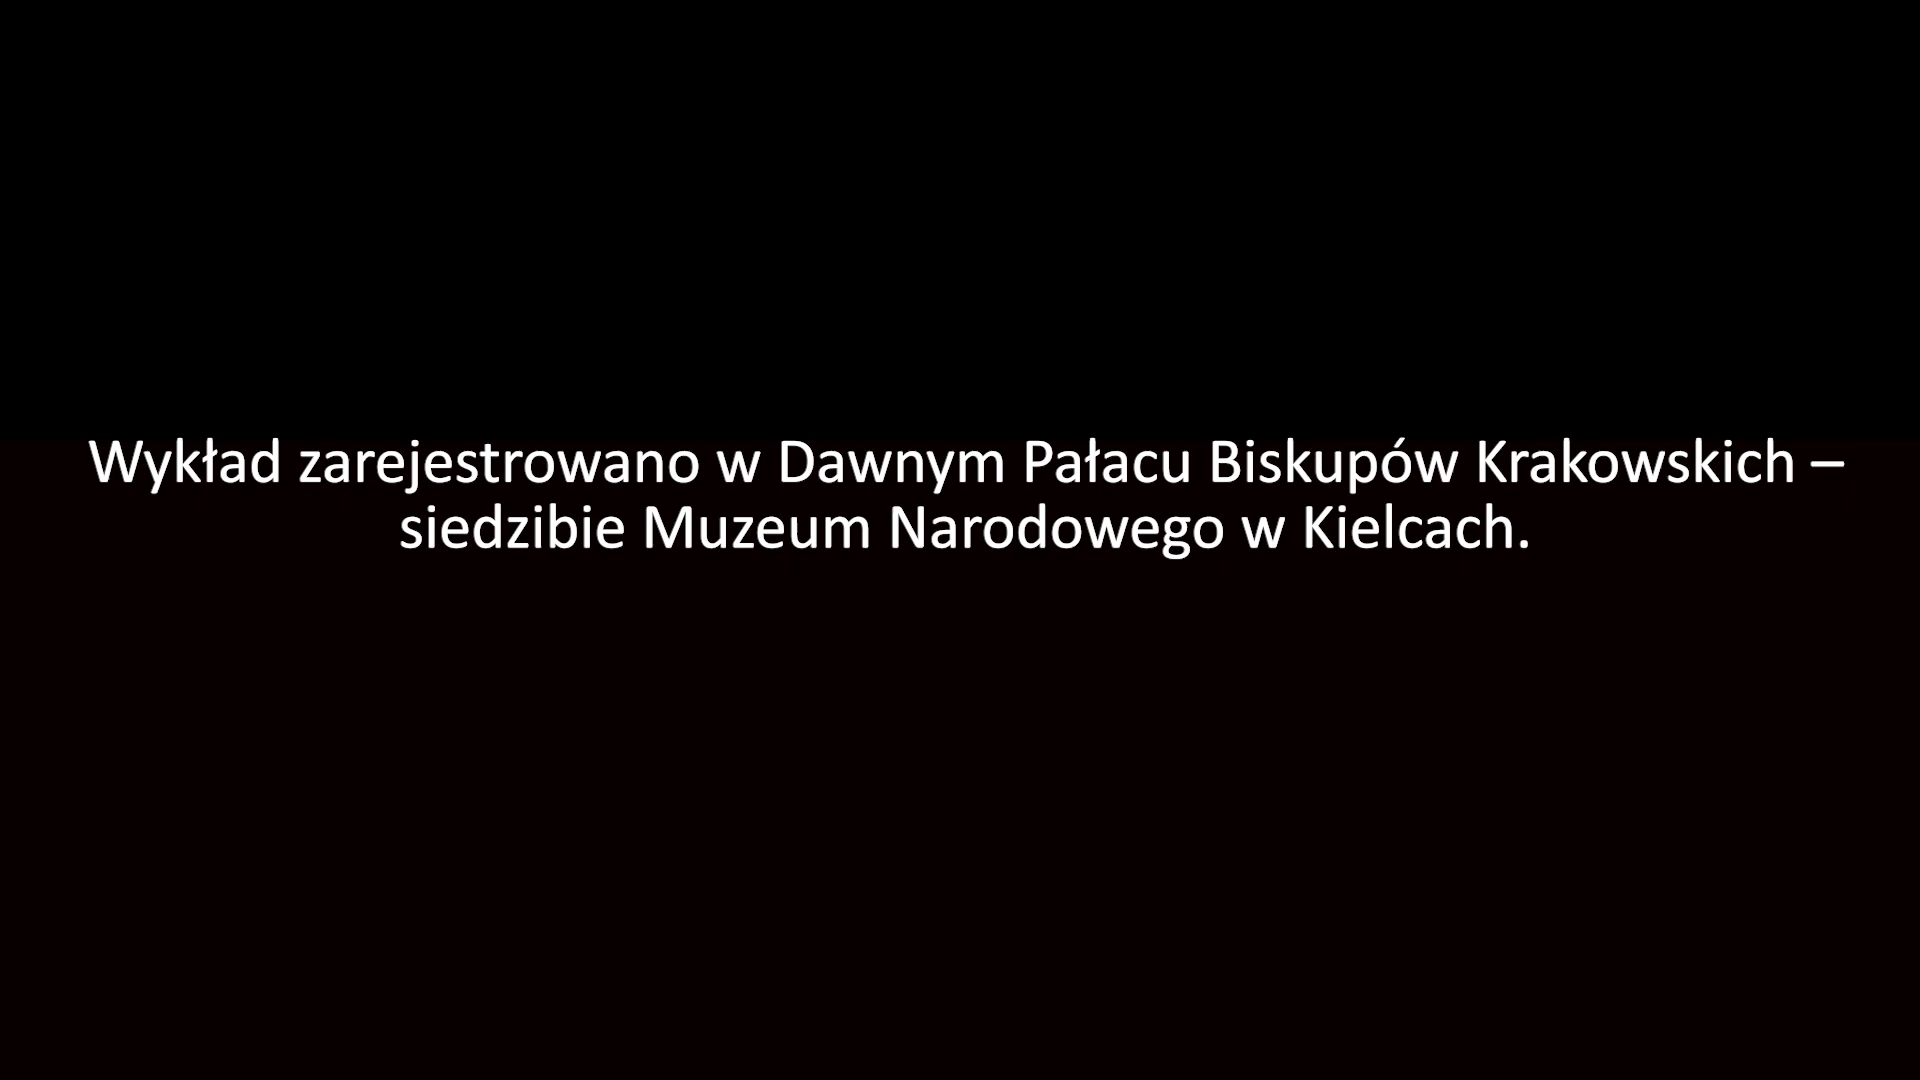 Wykład zarejestrowano w Dawnym Pałacu Biskupów Krakowskich –
siedzibie Muzeum Narodowego w Kielcach.